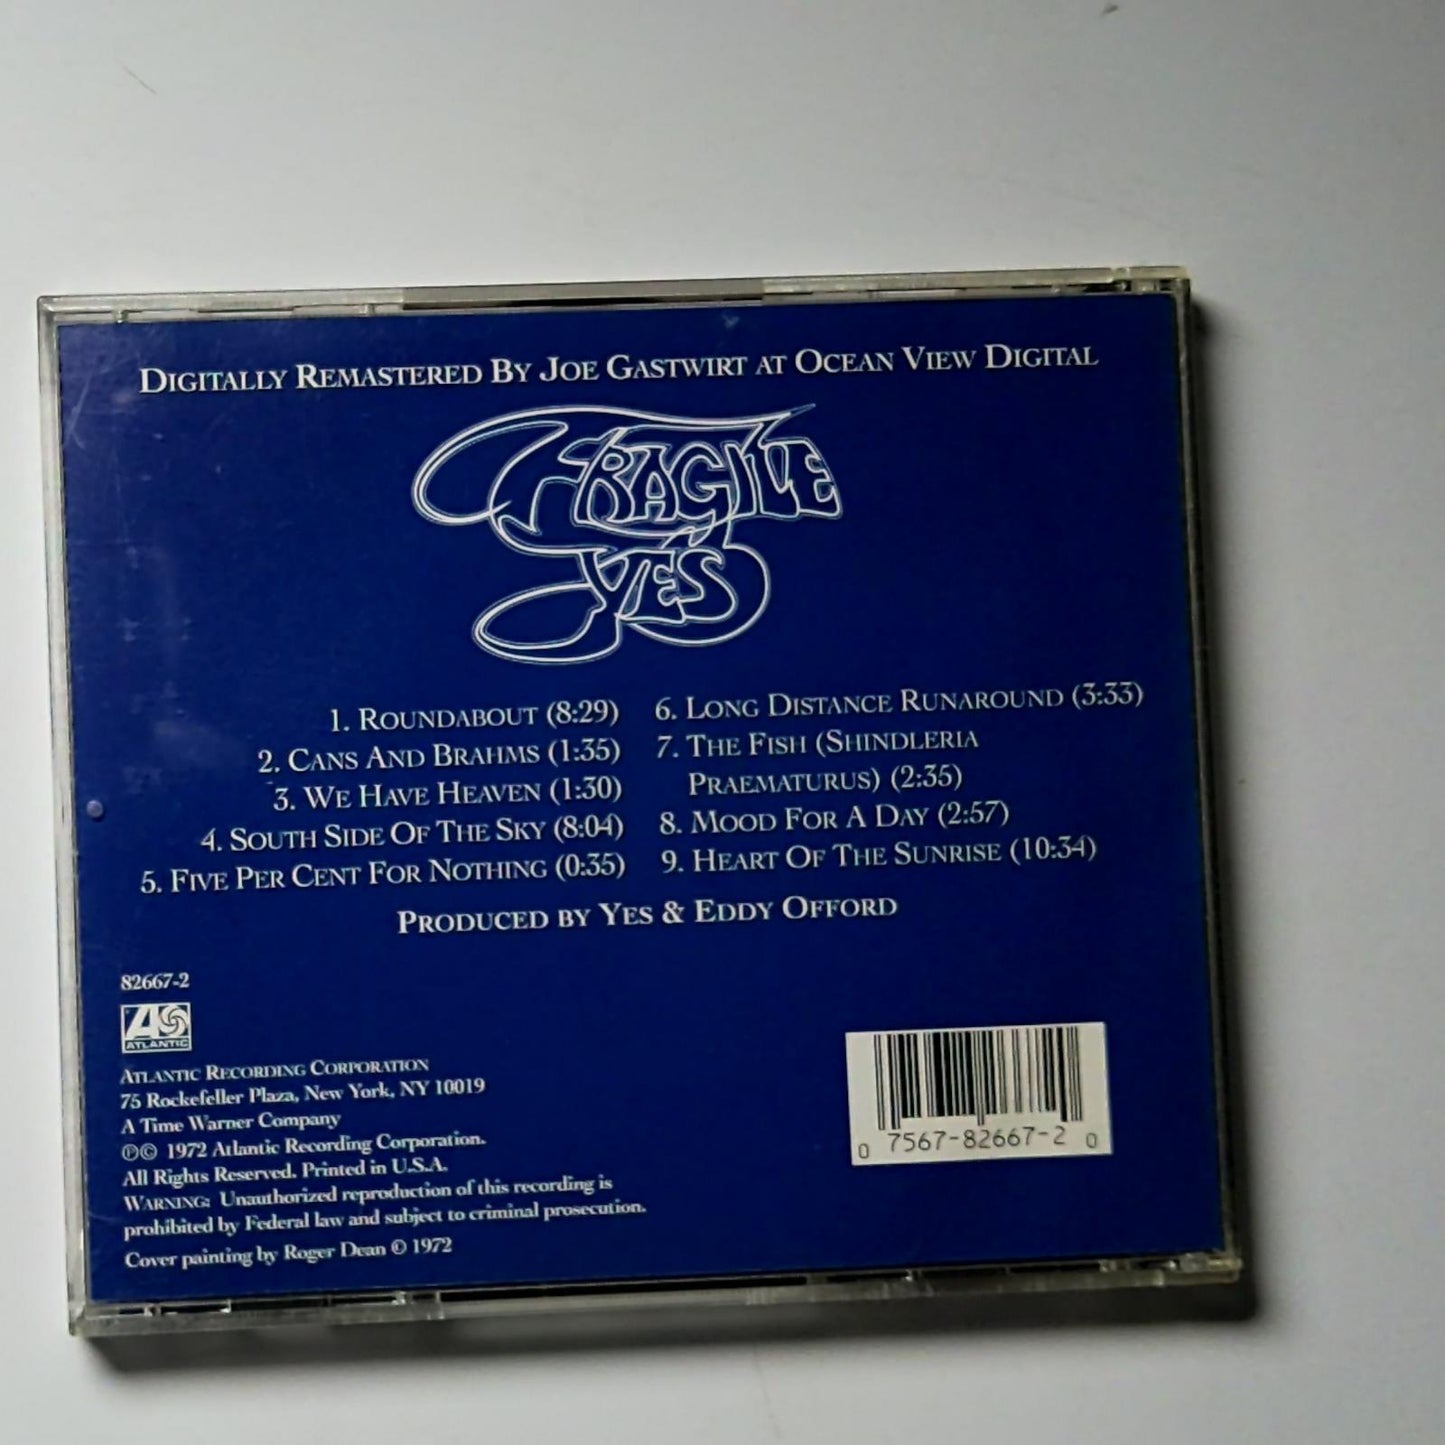 DIGITALLY REMASTERED BY JOE GASTWIRT AT OCEAN VIEW DIGITAL
FRAGILE
YES
1. ROUNDABOUT (8:29)
2. CANS AND BRAHMS (1:35)
3. WE HAVE HEAVEN (1:30)
4. SOUTH SIDE OF THE SKY (8:04)
5. FIVE PER CENT FOR NOTHING (0:35)
6. LONG DISTANCE RUNAROUND (3:33)
7. THE FISH (SHINDLERIA
PRAEMATURUS) (2:35)
8. MOOD FOR A DAY (2:57)
9. HEART OF THE SUNRISE (10:34)
PRODUCED BY YES & EDDY OFFORD
82667-2
ATLANTIC
ATLANTIC RECORDING CORPORATION
75 Rockefeller Plaza, New York, NY 10019
A Time Warner Company
℗© 1972 Atlantic Recording Corporation.
All Rights Reserved. Printed in U.S.A.
WARNING: Unauthorized reproduction of this recording is
prohibited by Federal law and subject to criminal prosecution.
Cover painting by Roger Dean © 1972
0 7567-82667-2 0